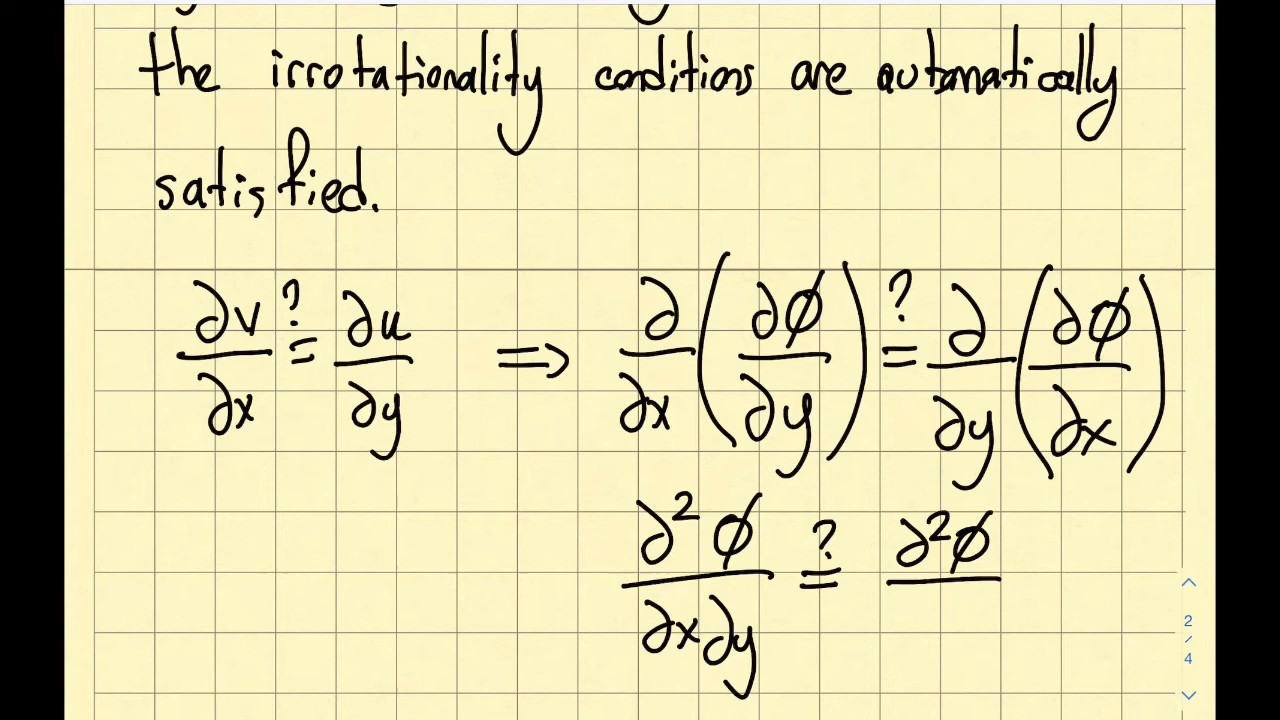 the irrotationality conditions are automatically
satisfied.
∂v/∂x ?= ∂u/∂y ⟹ ∂/∂x (∂φ/∂y) ?= ∂/∂y (∂φ/∂x)
∂²φ/∂x∂y ?= ∂²φ/
2
/
4